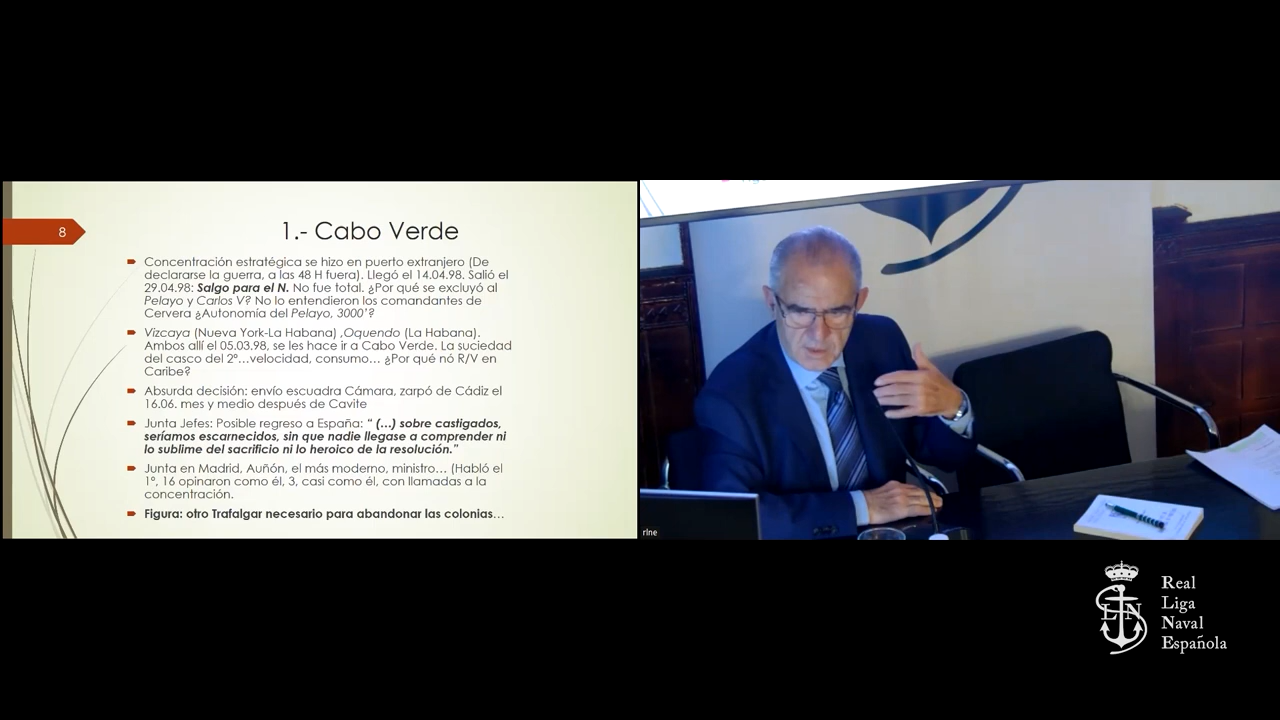 8
1.- Cabo Verde
Concentración estratégica se hizo en puerto extranjero (De
declararse la guerra, a las 48 H fuera). Llegó el 14.04.98. Salió el
29.04.98: Salgo para el N. No fue total. ¿Por qué se excluyó al
Pelayo y Carlos V? No lo entendieron los comandantes de
Cervera ¿Autonomía del Pelayo, 3000'?
Vizcaya (Nueva York-La Habana) ,Oquendo (La Habana).
Ambos allí el 05.03.98, se les hace ir a Cabo Verde. La suciedad
del casco del 2º...velocidad, consumo... ¿Por qué nó R/V en
Caribe?
Absurda decisión: envío escuadra Cámara, zarpó de Cádiz el
16.06. mes y medio después de Cavite
Junta Jefes: Posible regreso a España: " (...) sobre castigados,
seríamos escarnecidos, sin que nadie llegase a comprender ni
lo sublime del sacrificio ni lo heroico de la resolución."
Junta en Madrid, Auñón, el más moderno, ministro... (Habló el
1º, 16 opinaron como él, 3, casi como él, con llamadas a la
concentración.
Figura: otro Trafalgar necesario para abandonar las colonias...
rine
LN
Real
Liga
Naval
Española